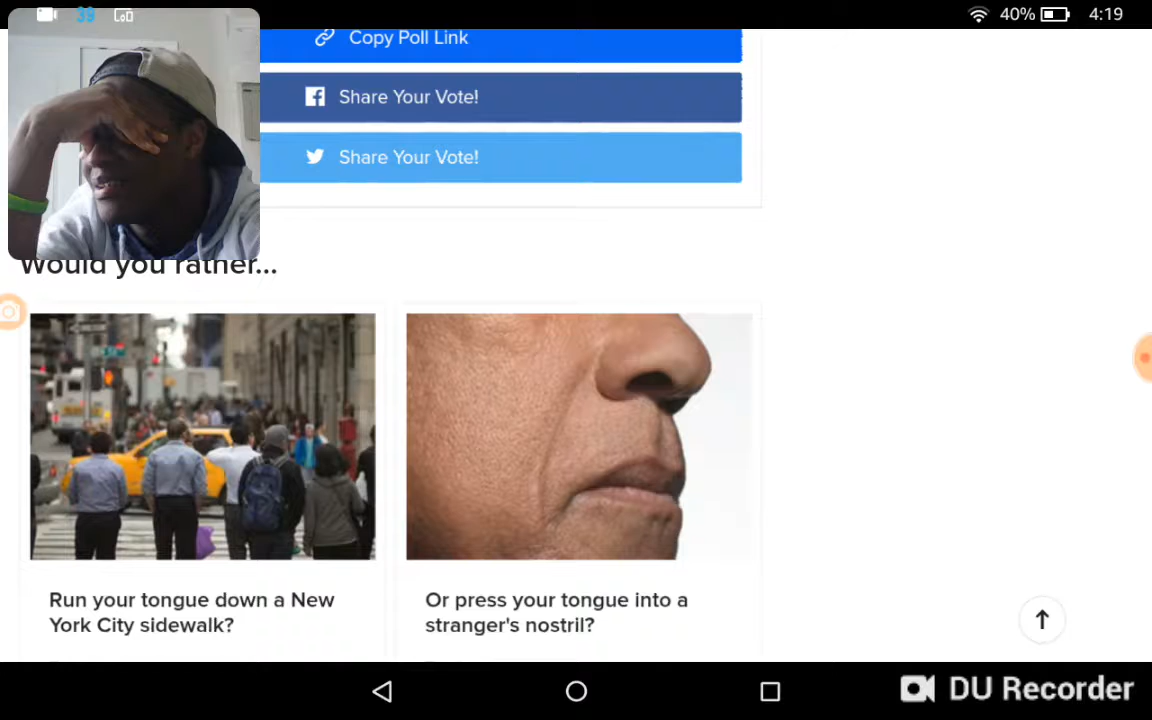 39
40%
4:19
Copy Poll Link
Share Your Vote!
Share Your Vote!
Would you rather...
Run your tongue down a New
York City sidewalk?
Or press your tongue into a
stranger's nostril?
DU Recorder